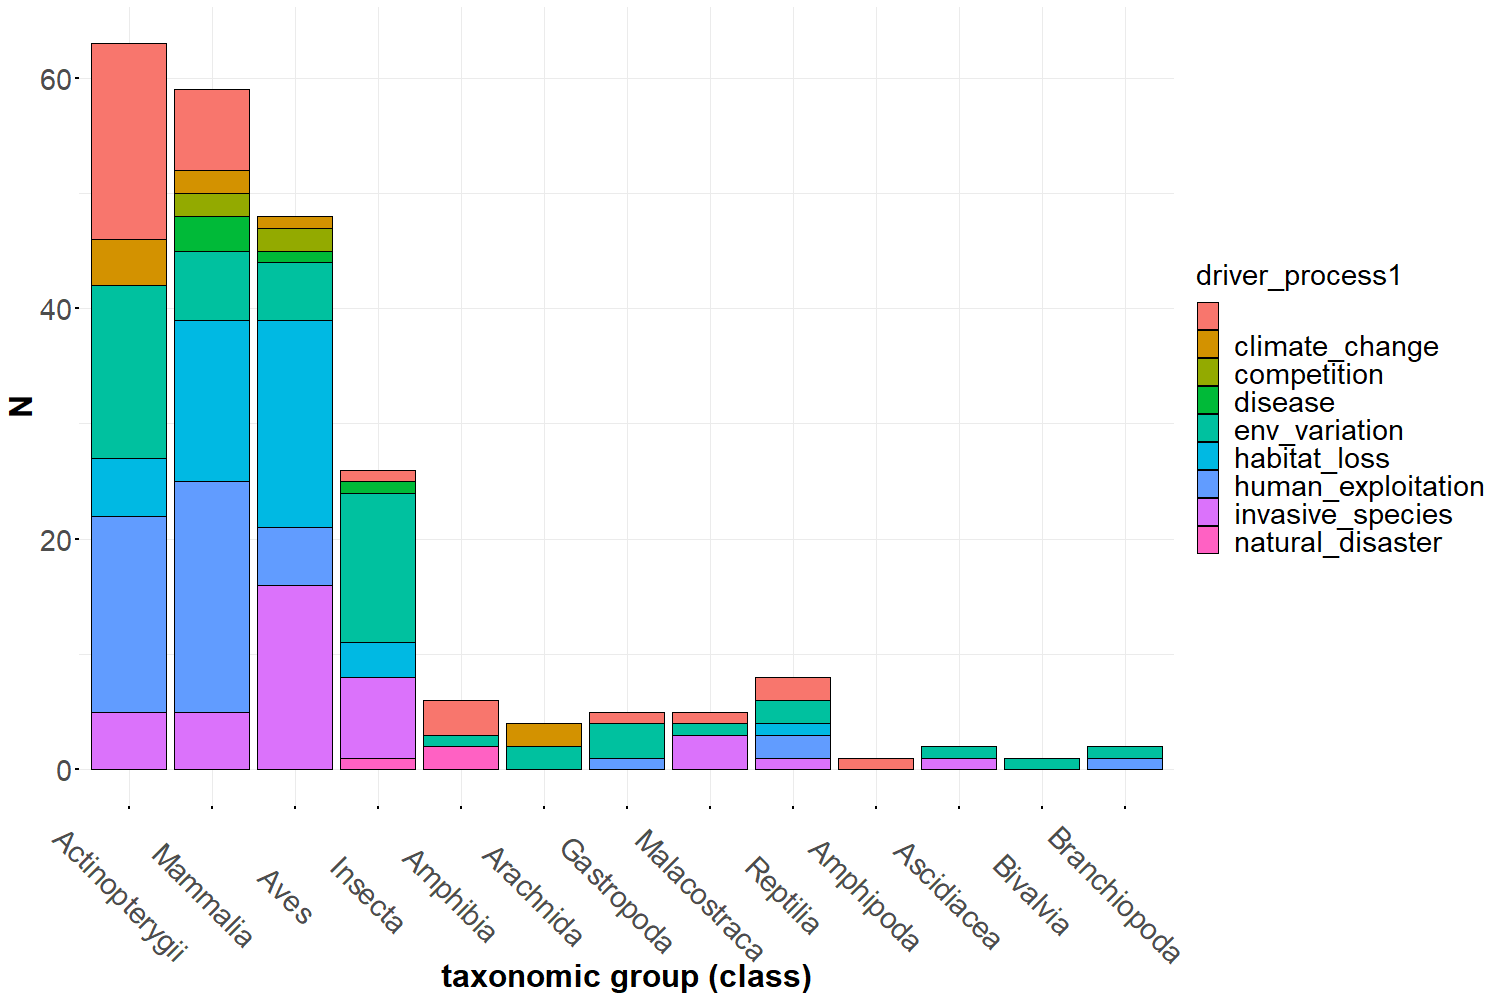 60
40
20
0
N
Actinopterygii
Mammalia
Aves
Insecta
Amphibia
Arachnida
Gastropoda
Malacostraca
Reptilia
Amphipoda
Ascidiacea
Bivalvia
Branchiopoda
taxonomic group (class)
driver_process1
climate_change
competition
disease
env_variation
habitat_loss
human_exploitation
invasive_species
natural_disaster